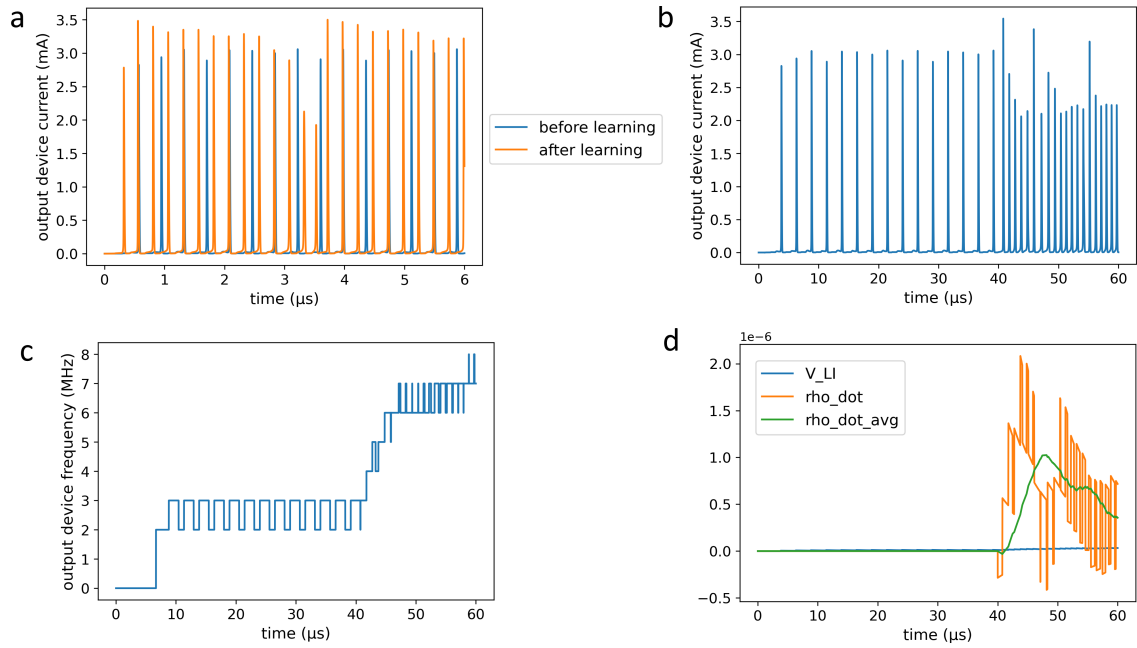 a
output device current (mA)
3.5
3.0
2.5
2.0
1.5
1.0
0.5
0.0
0 1 2 3 4 5 6
time (μs)
before learning
after learning
b
output device current (mA)
3.5
3.0
2.5
2.0
1.5
1.0
0.5
0.0
0 10 20 30 40 50 60
time (μs)
c
output device frequency (MHz)
8
7
6
5
4
3
2
1
0
0 10 20 30 40 50 60
time (μs)
d
1e−6
2.0
1.5
1.0
0.5
0.0
−0.5
V_LI
rho_dot
rho_dot_avg
0 10 20 30 40 50 60
time (μs)